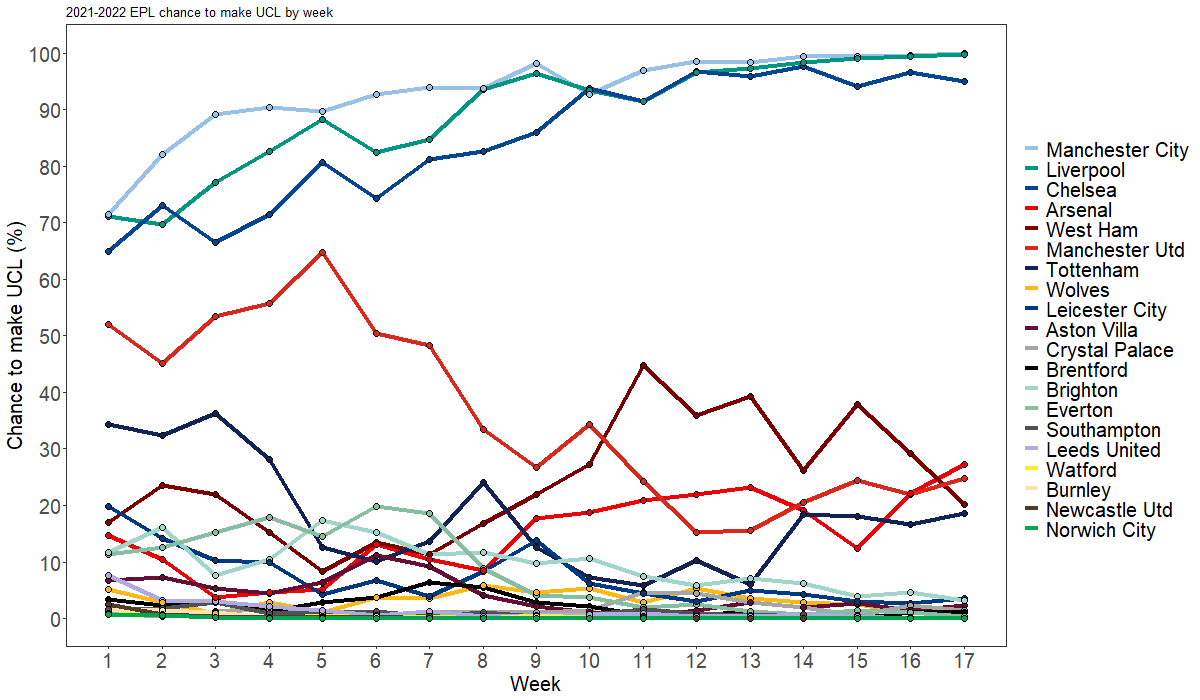 2021-2022 EPL chance to make UCL by week
Chance to make UCL (%)
100
90
80
70
60
50
40
30
20
10
0
1 2 3 4 5 6 7 8 9 10 11 12 13 14 15 16 17
Week
Manchester City
Liverpool
Chelsea
Arsenal
West Ham
Manchester Utd
Tottenham
Wolves
Leicester City
Aston Villa
Crystal Palace
Brentford
Brighton
Everton
Southampton
Leeds United
Watford
Burnley
Newcastle Utd
Norwich City